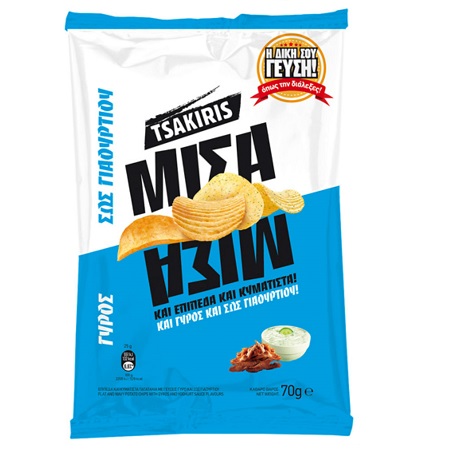 Η ΔΙΚΗ ΣΟΥ
ΓΕΥΣΗ!
όπως την διάλεξες!
TSAKIRIS
ΜΙΣΑ
ΜΙΣΑ
ΣΩΣ ΓΙΑΟΥΡΤΙΟΥ
ΓΥΡΟΣ
ΚΑΙ ΕΠΙΠΕΔΑ ΚΑΙ ΚΥΜΑΤΙΣΤΑ!
ΚΑΙ ΓΥΡΟΣ ΚΑΙ ΣΩΣ ΓΙΑΟΥΡΤΙΟΥ!
70g e